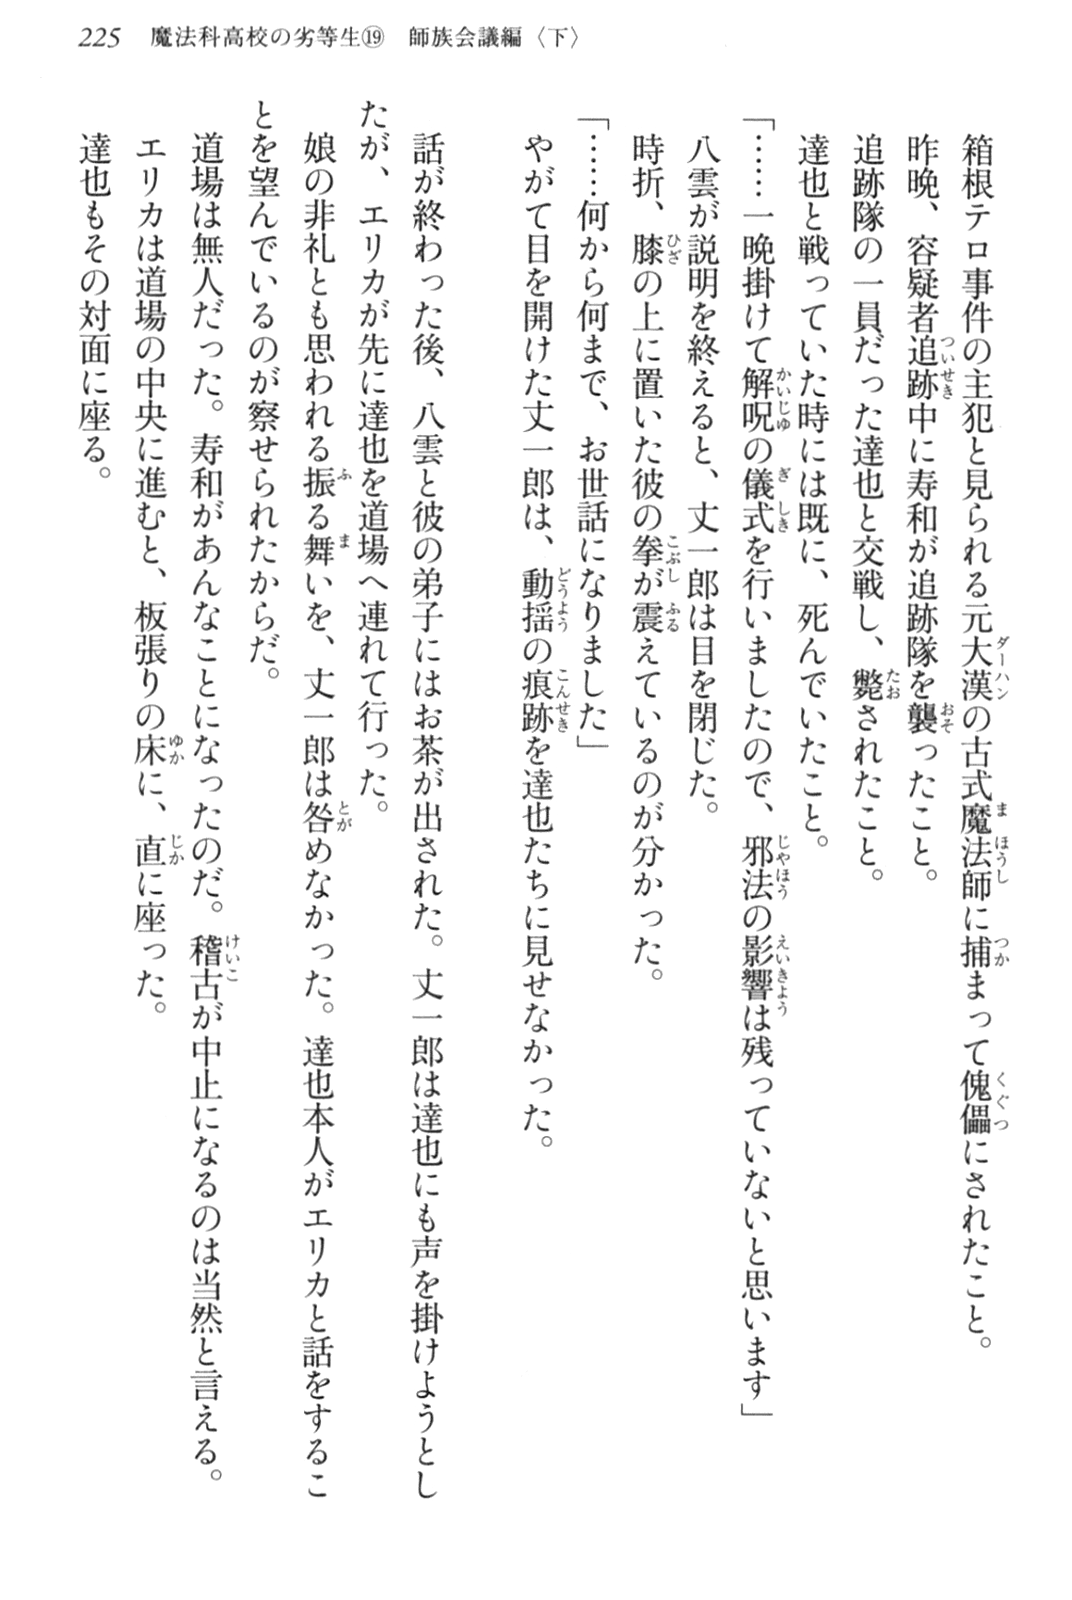 225　魔法科高校の劣等生⑲　師族会議編〈下〉
箱根テロ事件の主犯と見られる元大漢の古式魔法師に捕まって傀儡にされたこと。
昨晩、容疑者追跡中に寿和が追跡隊を襲ったこと。
追跡隊の一員だった達也と交戦し、斃されたこと。
達也と戦っていた時には既に、死んでいたこと。
「……一晩掛けて解呪の儀式を行いましたので、邪法の影響は残っていないと思います」
八雲が説明を終えると、丈一郎は目を閉じた。
時折、膝の上に置いた彼の拳が震えているのが分かった。
「……何から何まで、お世話になりました」
やがて目を開けた丈一郎は、動揺の痕跡を達也たちに見せなかった。
話が終わった後、八雲と彼の弟子にはお茶が出された。丈一郎は達也にも声を掛けようとし
たが、エリカが先に達也を道場へ連れて行った。
娘の非礼とも思われる振る舞いを、丈一郎は咎めなかった。達也本人がエリカと話をするこ
とを望んでいるのが察せられたからだ。
道場は無人だった。寿和があんなことになったのだ。稽古が中止になるのは当然と言える。
エリカは道場の中央に進むと、板張りの床に、直に座った。
達也もその対面に座る。